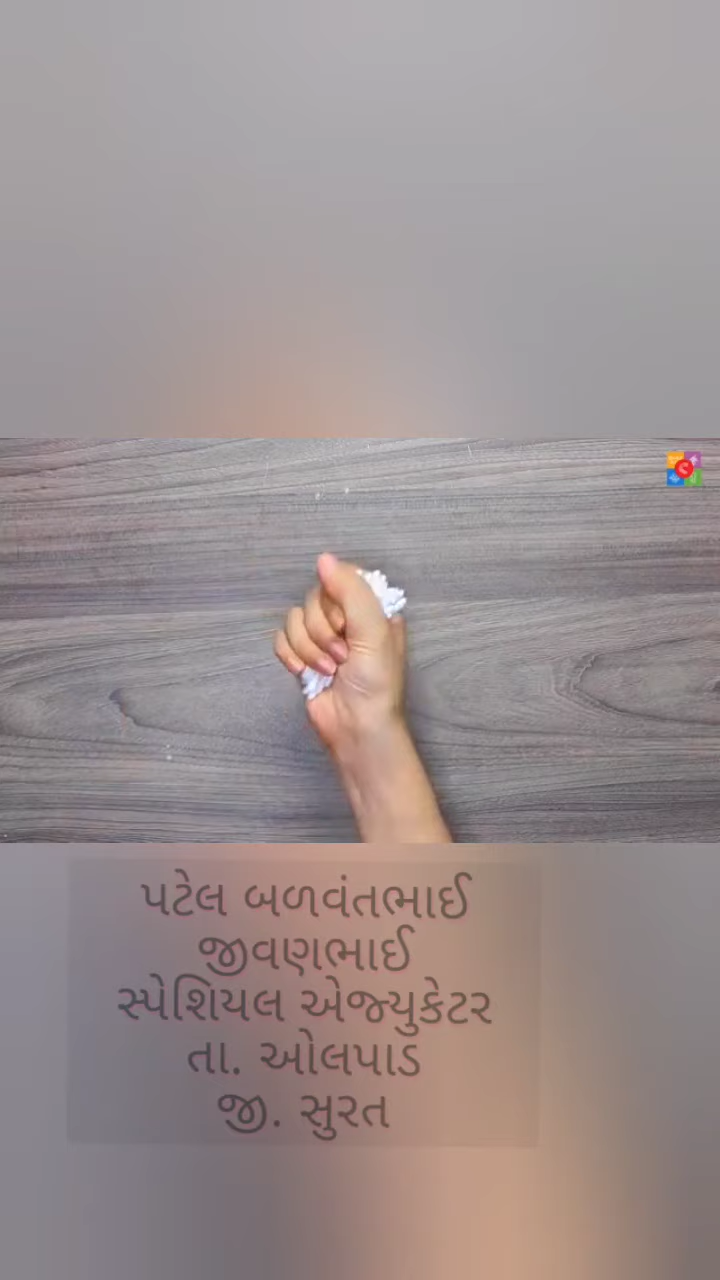 પટેલ બળવંતભાઈ
જીવણભાઈ
સ્પેશિયલ એજ્યુકેટર
તા. ઓલપાડ
જી. સુરત